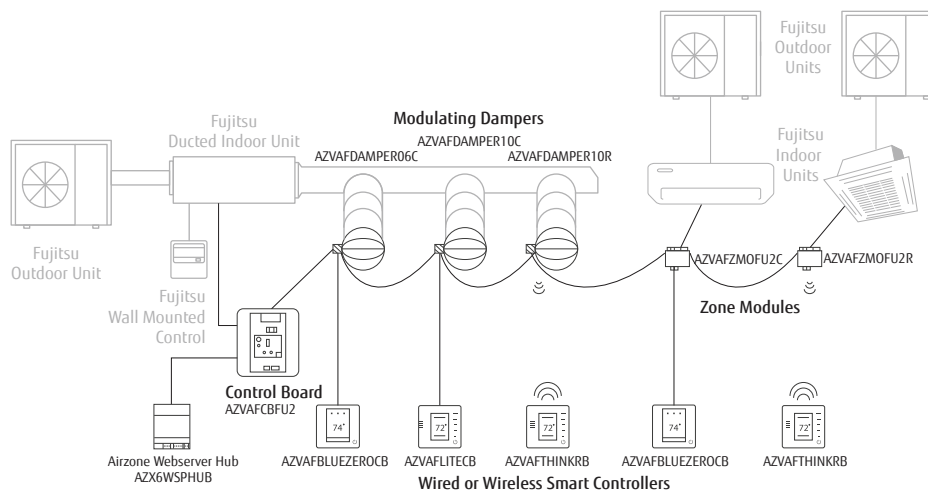 Fujitsu
Outdoor
Units
Modulating Dampers
Fujitsu
Ducted Indoor Unit
AZVAFDAMPER10C
AZVAFDAMPER06C
AZVAFDAMPER10R
Fujitsu
Indoor
Units
Fujitsu
Outdoor Unit
AZVAFZMOFU2C
AZVAFZMOFU2R
Fujitsu
Wall Mounted
Control
Zone Modules
Control Board
AZVAFCBFU2
74°
72°
72°
74°
72°
Airzone Webserver Hub
AZX6WSPHUB
AZVAFBLUEZEROCB
AZVAFLITECB
AZVAFTHINKRB
AZVAFBLUEZEROCB
AZVAFTHINKRB
Wired or Wireless Smart Controllers